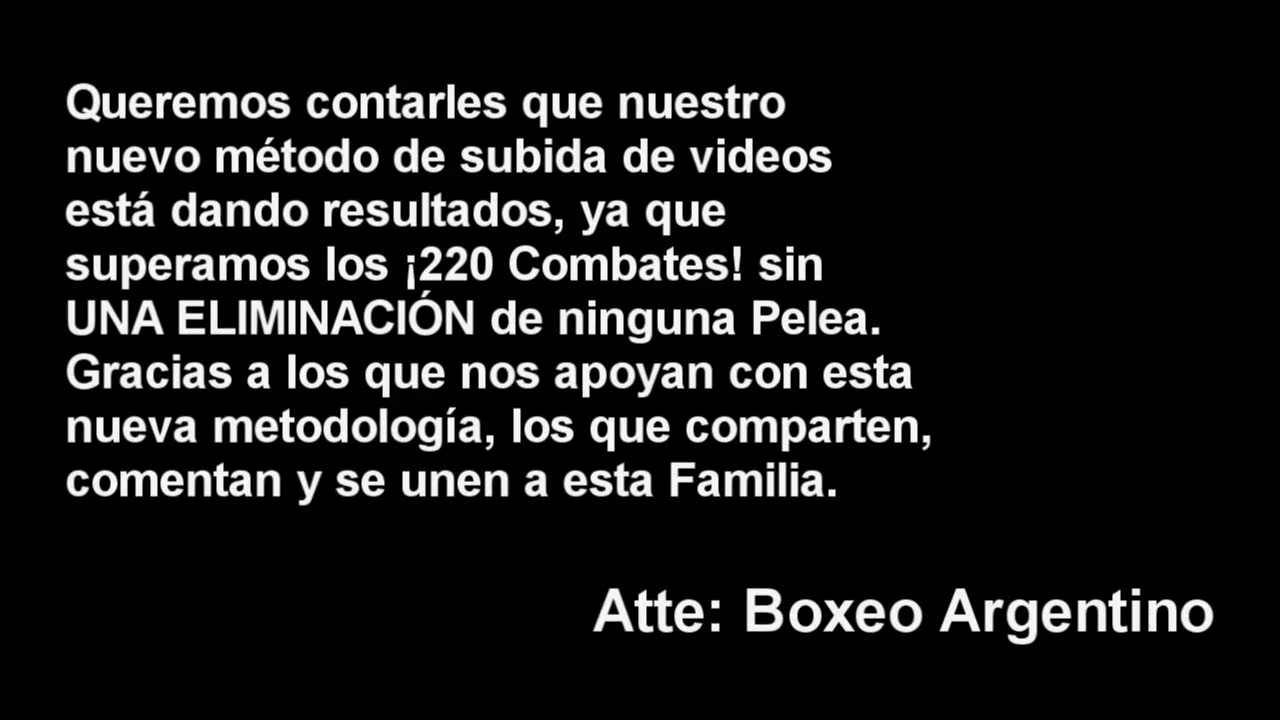 Queremos contarles que nuestro
nuevo método de subida de videos
está dando resultados, ya que
superamos los ¡220 Combates! sin
UNA ELIMINACIÓN de ninguna Pelea.
Gracias a los que nos apoyan con esta
nueva metodología, los que comparten,
comentan y se unen a esta Familia.
Atte: Boxeo Argentino